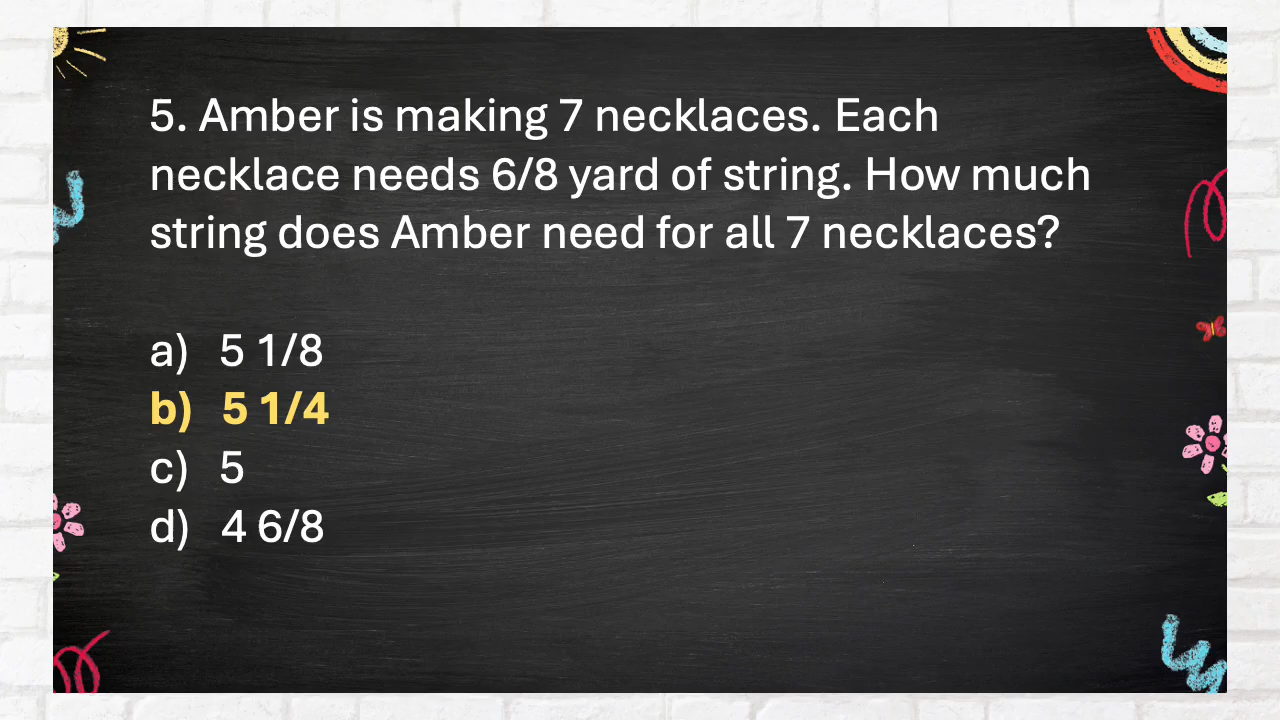 5. Amber is making 7 necklaces. Each
necklace needs 6/8 yard of string. How much
string does Amber need for all 7 necklaces?
a) 5 1/8
b) 5 1/4
c) 5
d) 4 6/8